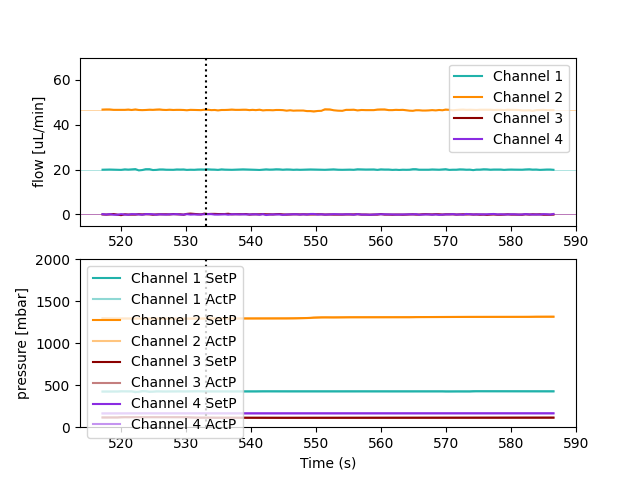 60
40
20
0
flow [uL/min]
Channel 1
Channel 2
Channel 3
Channel 4
520 530 540 550 560 570 580 590
2000
1500
1000
500
0
pressure [mbar]
Channel 1 SetP
Channel 1 ActP
Channel 2 SetP
Channel 2 ActP
Channel 3 SetP
Channel 3 ActP
Channel 4 SetP
Channel 4 ActP
520 530 540 550 560 570 580 590
Time (s)